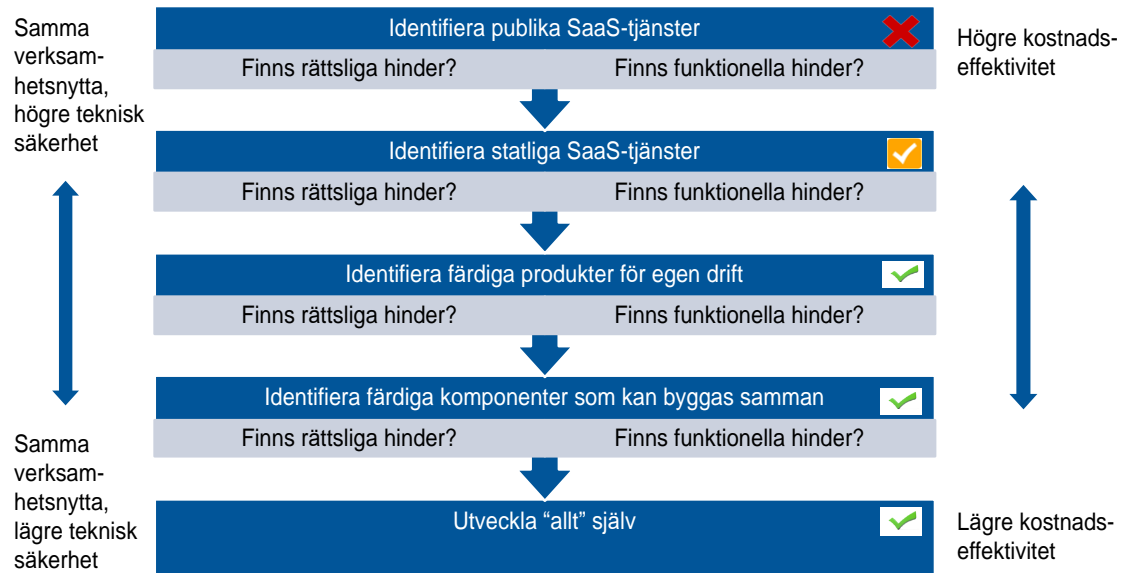 Samma
verksam-
hetsnytta,
högre teknisk
säkerhet
Identifiera publika SaaS-tjänster
Finns rättsliga hinder? Finns funktionella hinder?
Högre kostnads-
effektivitet
Identifiera statliga SaaS-tjänster
Finns rättsliga hinder? Finns funktionella hinder?
Identifiera färdiga produkter för egen drift
Finns rättsliga hinder? Finns funktionella hinder?
Identifiera färdiga komponenter som kan byggas samman
Finns rättsliga hinder? Finns funktionella hinder?
Samma
verksam-
hetsnytta,
lägre teknisk
säkerhet
Utveckla “allt” själv
Lägre kostnads-
effektivitet